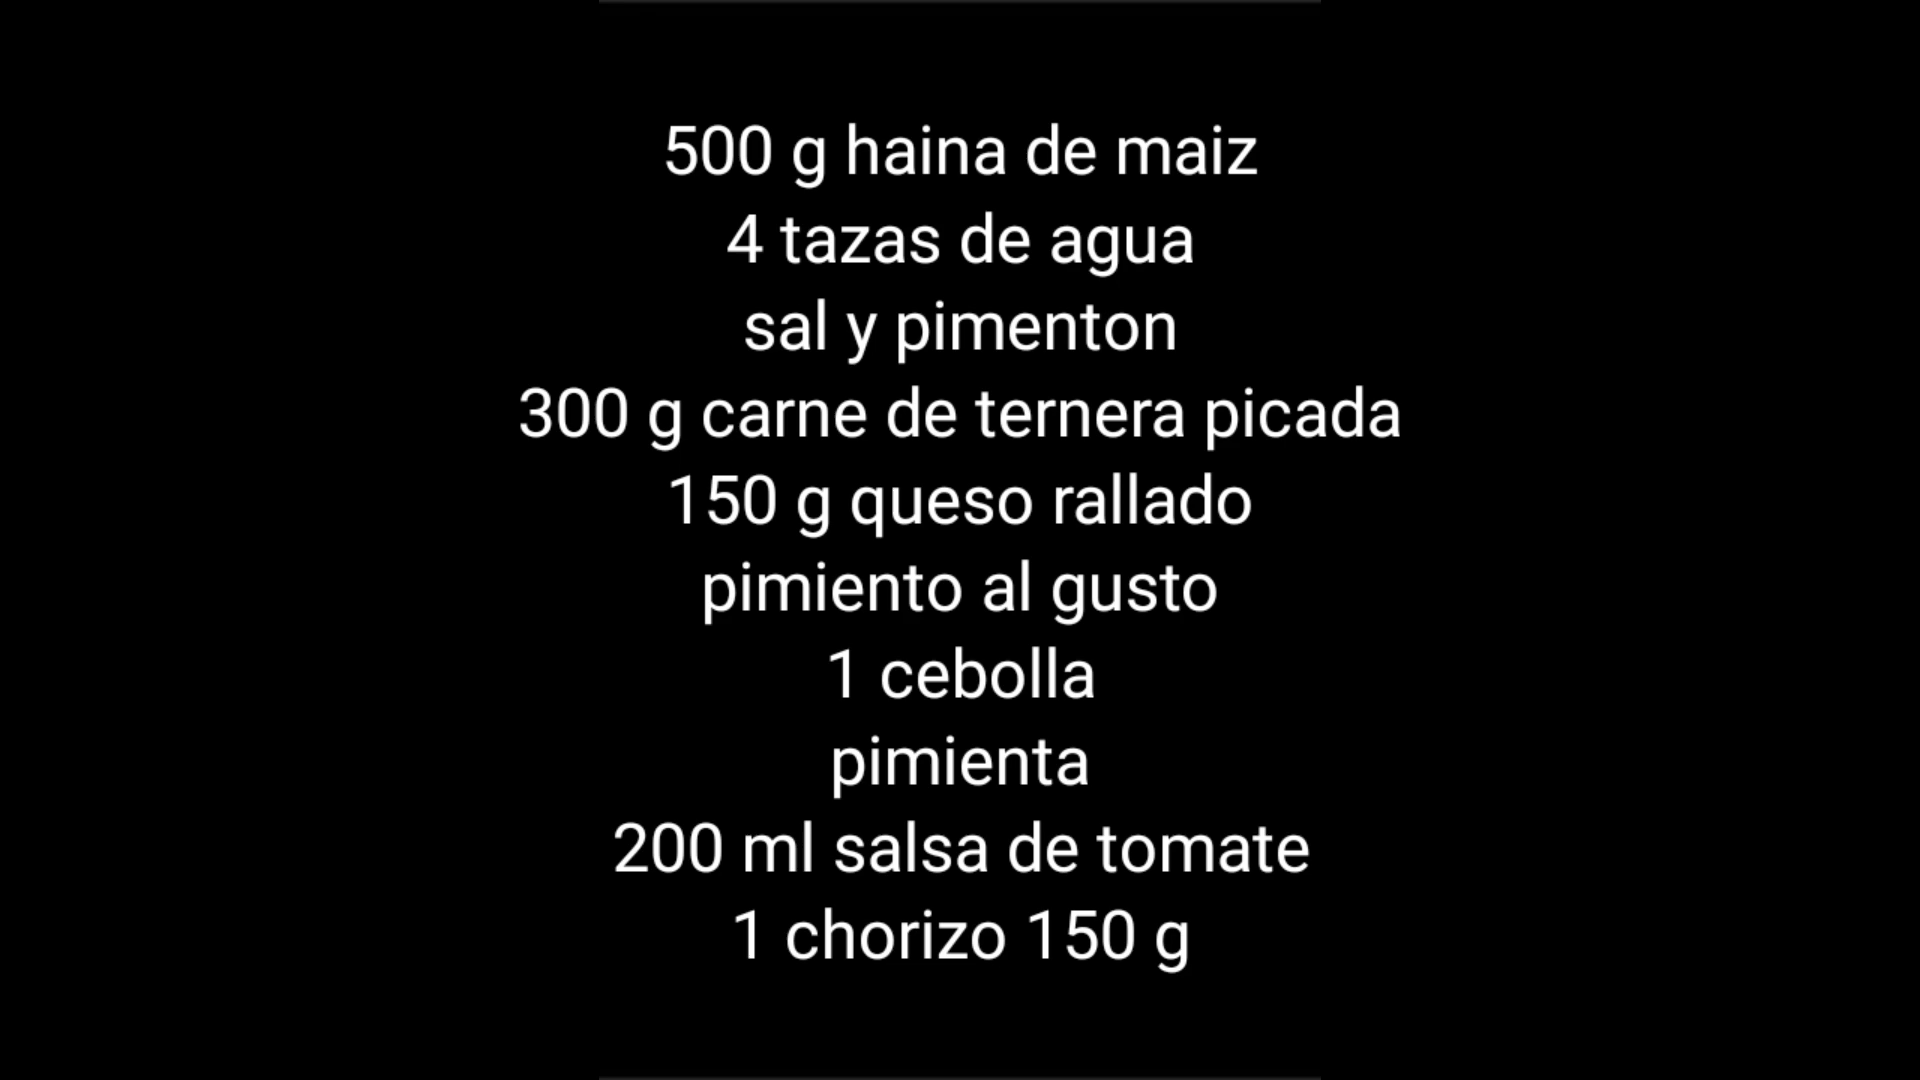 500 g haina de maiz
4 tazas de agua
sal y pimenton
300 g carne de ternera picada
150 g queso rallado
pimiento al gusto
1 cebolla
pimienta
200 ml salsa de tomate
1 chorizo 150 g